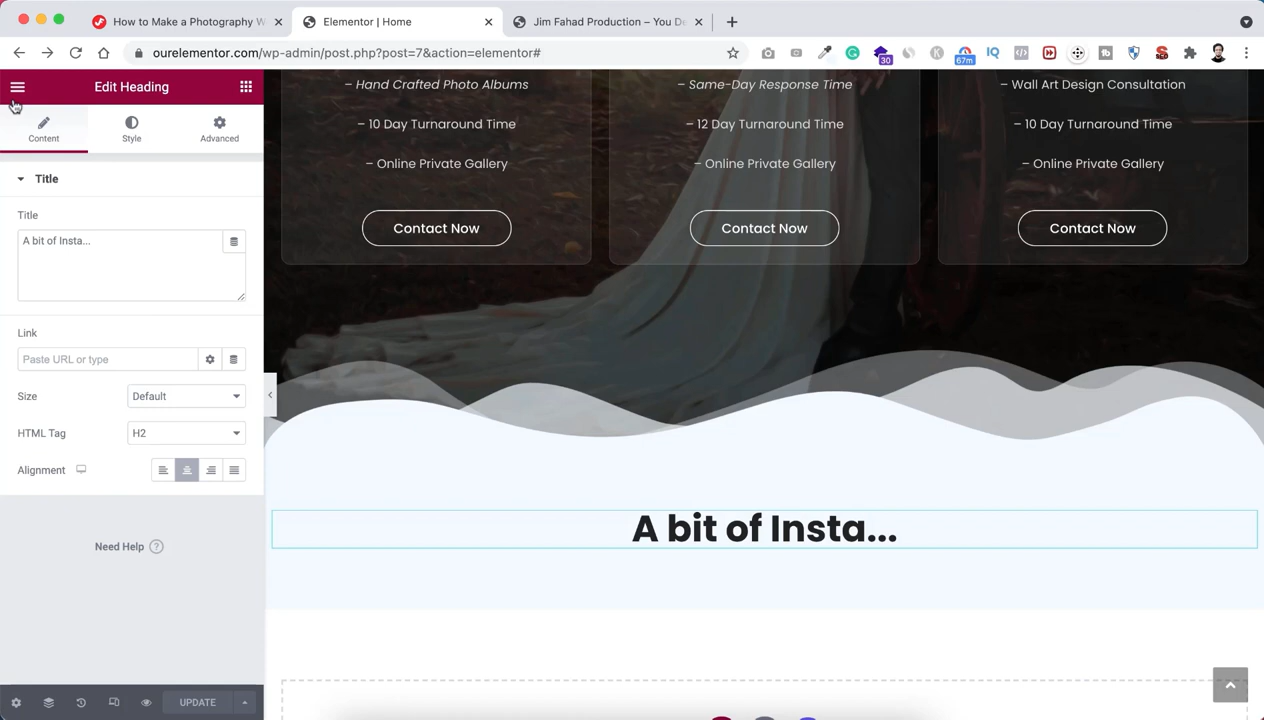 How to Make a Photography W
Elementor | Home
Jim Fahad Production – You De
ourelementor.com/wp-admin/post.php?post=7&action=elementor#
30
67m
IQ
Edit Heading
Content
Style
Advanced
Title
Title
A bit of Insta...
Link
Paste URL or type
Size
Default
HTML Tag
H2
Alignment
Need Help ?
UPDATE
– Hand Crafted Photo Albums
– 10 Day Turnaround Time
– Online Private Gallery
Contact Now
– Same-Day Response Time
– 12 Day Turnaround Time
– Online Private Gallery
Contact Now
– Wall Art Design Consultation
– 10 Day Turnaround Time
– Online Private Gallery
Contact Now
A bit of Insta...